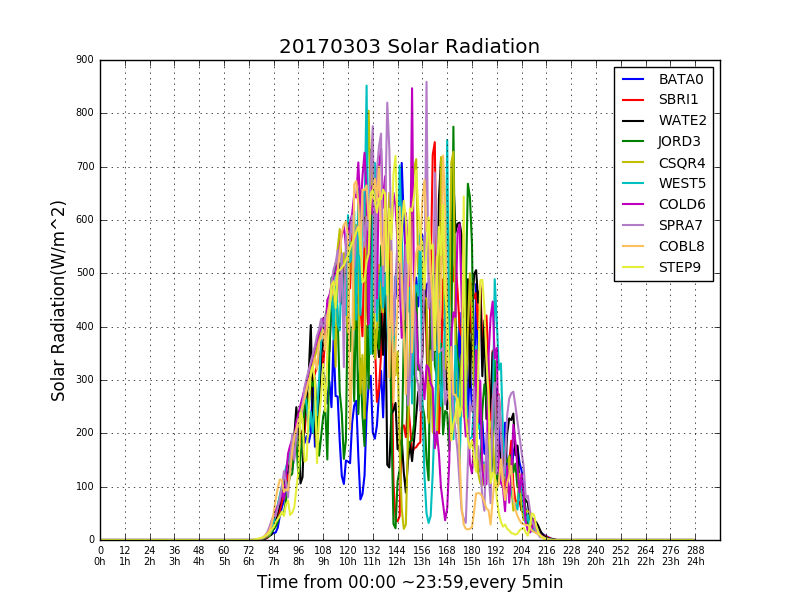 20170303 Solar Radiation
900
800
700
600
500
400
300
200
100
0
Solar Radiation(W/m^2)
BATA0
SBRI1
WATE2
JORD3
CSQR4
WEST5
COLD6
SPRA7
COBL8
STEP9
0 12 24 36 48 60 72 84 96 108 120 132 144 156 168 180 192 204 216 228 240 252 264 276 288
0h 1h 2h 3h 4h 5h 6h 7h 8h 9h 10h 11h 12h 13h 14h 15h 16h 17h 18h 19h 20h 21h 22h 23h 24h
Time from 00:00 ~23:59,every 5min